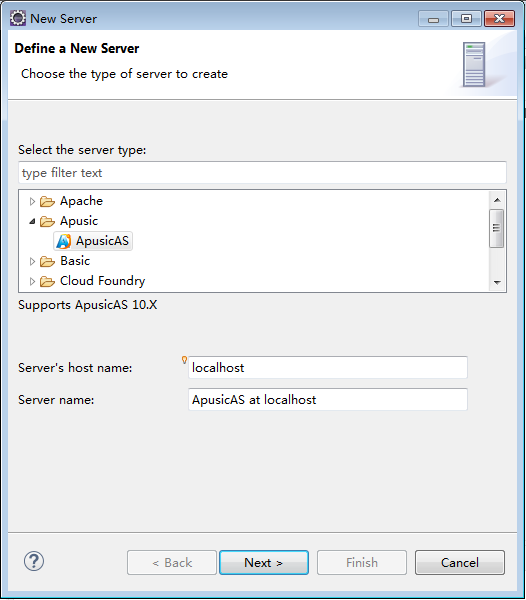 New Server
Define a New Server
Choose the type of server to create
Select the server type:
type filter text
Apache
Apusic
ApusicAS
Basic
Cloud Foundry
Supports ApusicAS 10.X
Server's host name: localhost
Server name: ApusicAS at localhost
? < Back Next > Finish Cancel